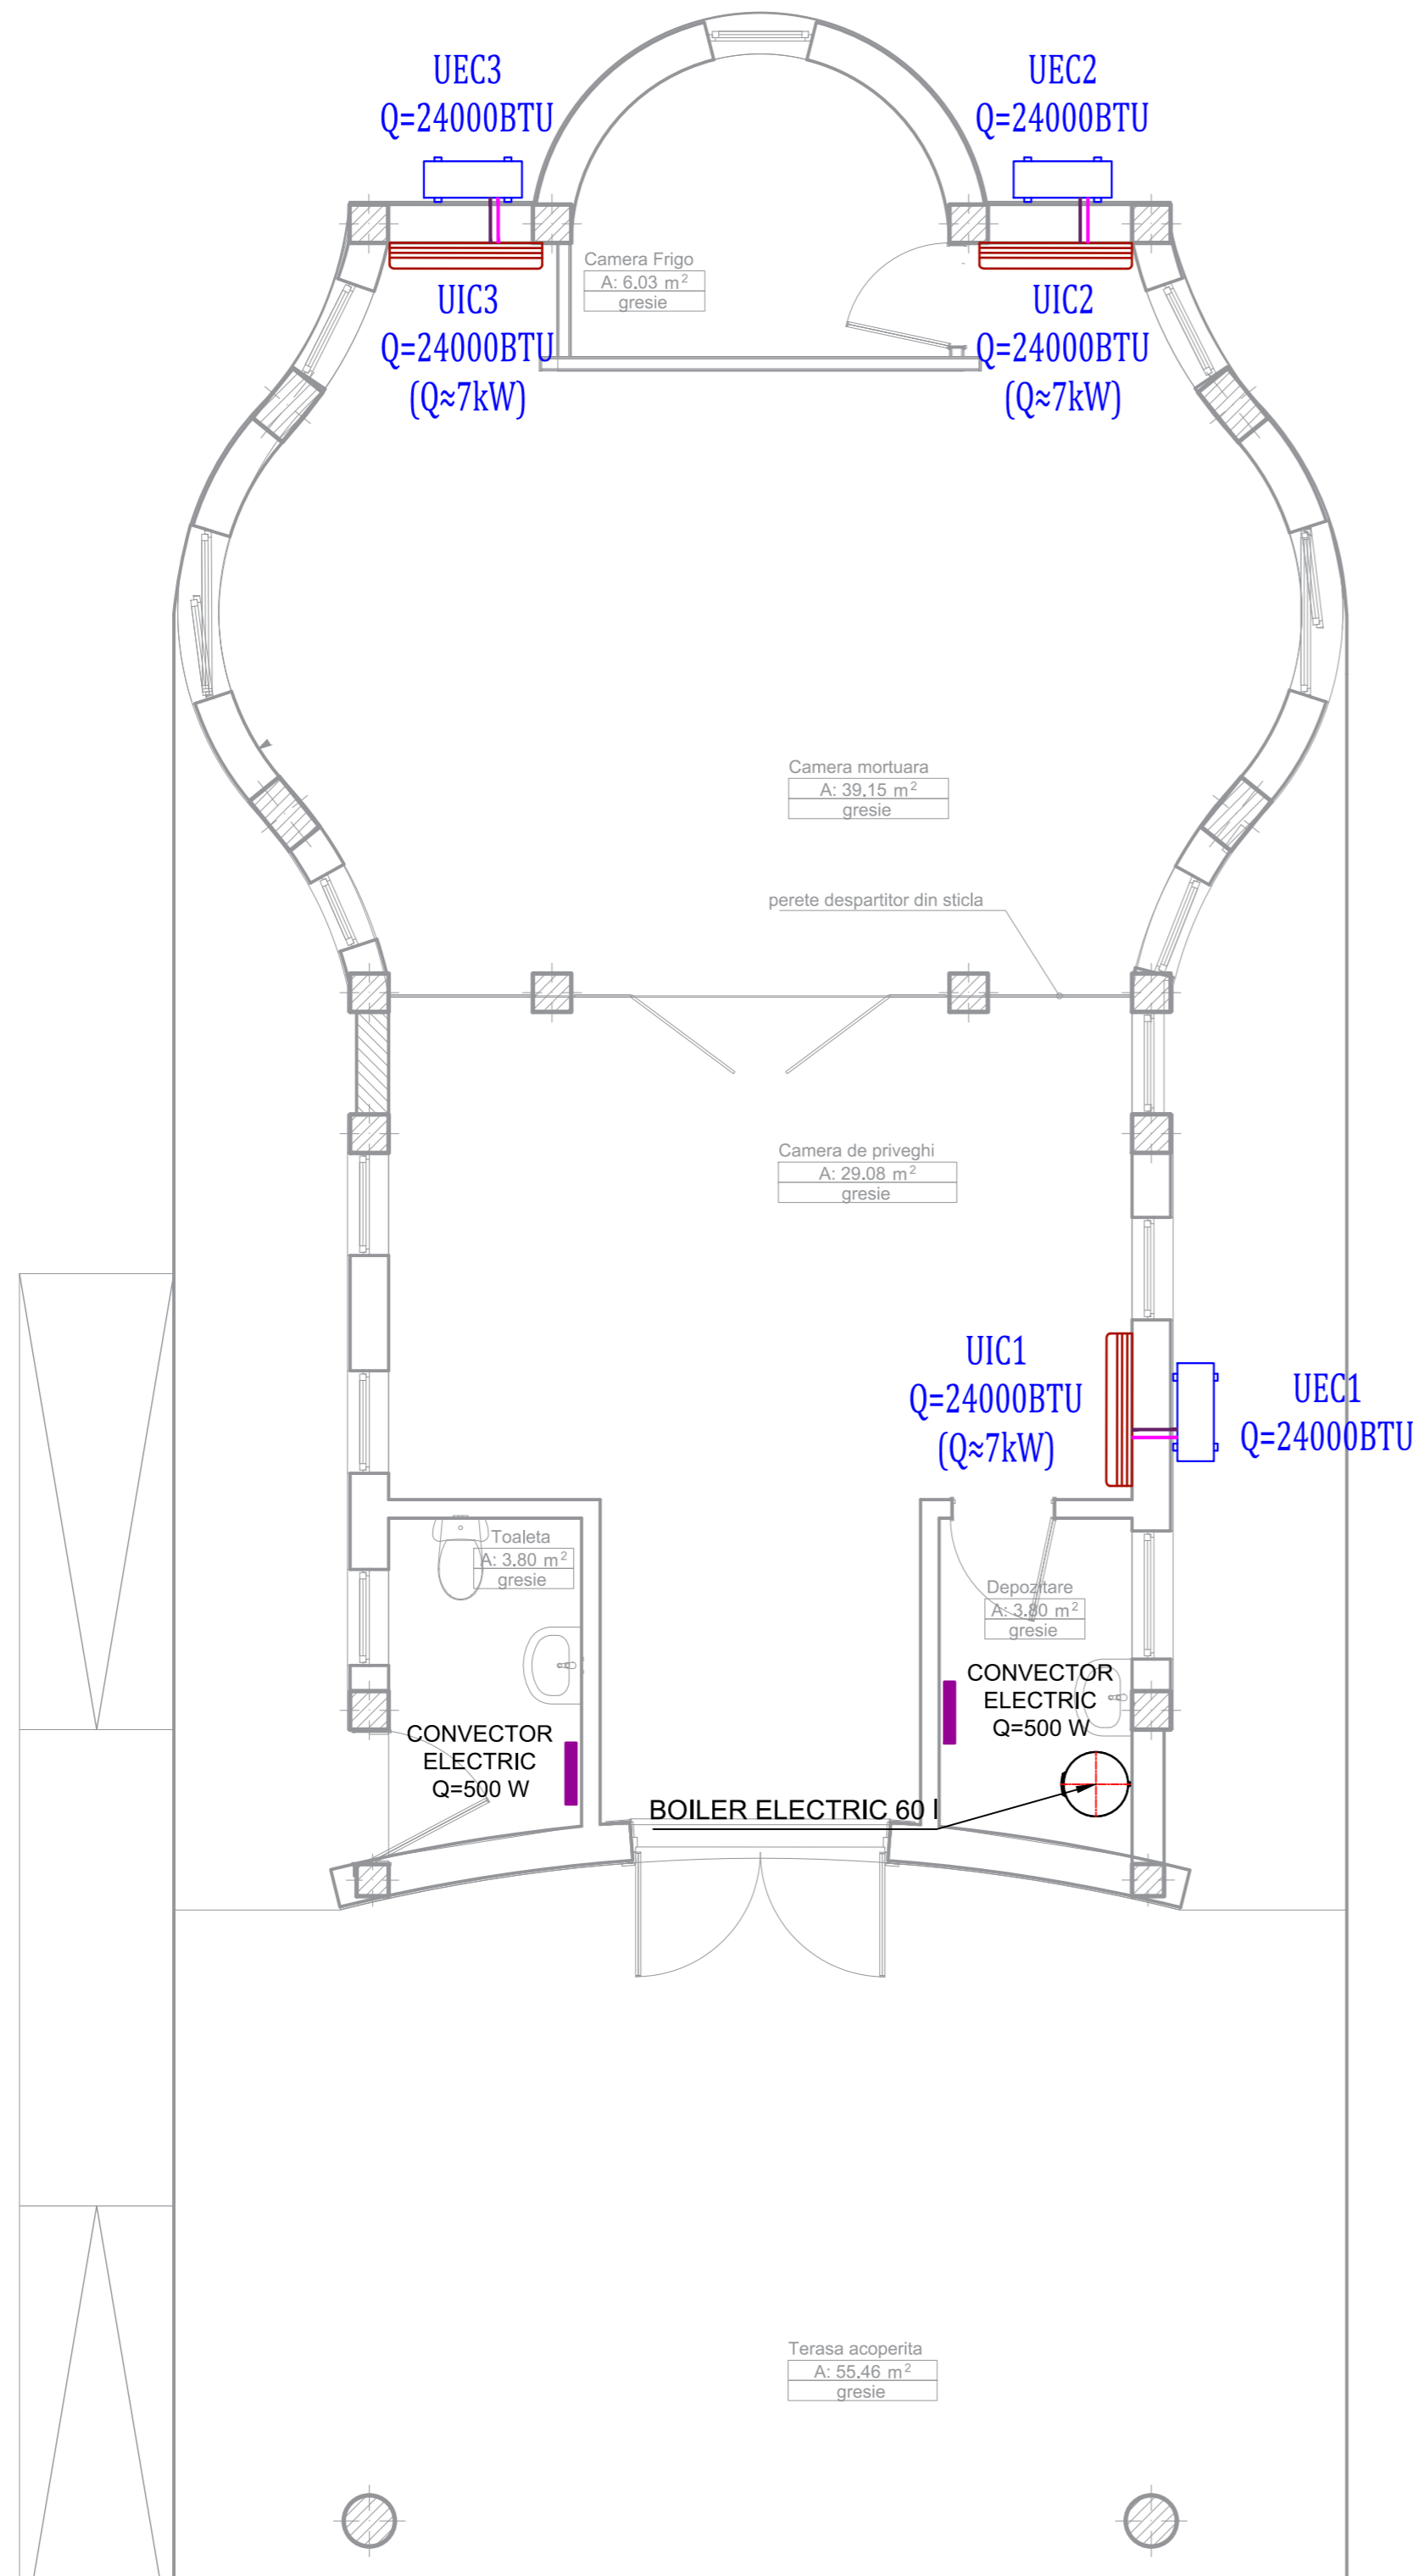 UEC3
Q=24000BTU
UEC2
Q=24000BTU
Camera Frigo
A: 6.03 m²
gresie
UIC3
Q=24000BTU
(Q≈7kW)
UIC2
Q=24000BTU
(Q≈7kW)
Camera mortuara
A: 39.15 m²
gresie
perete despartitor din sticla
Camera de priveghi
A: 29.08 m²
gresie
UIC1
Q=24000BTU
(Q≈7kW)
UEC1
Q=24000BTU
Toaleta
A: 3.80 m²
gresie
Depozitare
A: 3.80 m²
gresie
CONVECTOR
ELECTRIC
Q=500 W
CONVECTOR
ELECTRIC
Q=500 W
BOILER ELECTRIC 60 l
Terasa acoperita
A: 55.46 m²
gresie